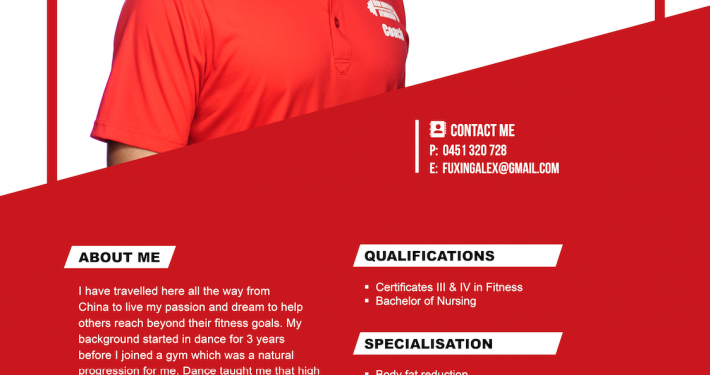 Coach
CONTACT ME
P: 0451 320 728
E: FUXINGALEX@GMAIL.COM
ABOUT ME
I have travelled here all the way from
China to live my passion and dream to help
others reach beyond their fitness goals. My
background started in dance for 3 years
before I joined a gym which was a natural
progression for me. Dance taught me that high
QUALIFICATIONS
▪ Certificates III & IV in Fitness
▪ Bachelor of Nursing
SPECIALISATION
▪ Body fat reduction